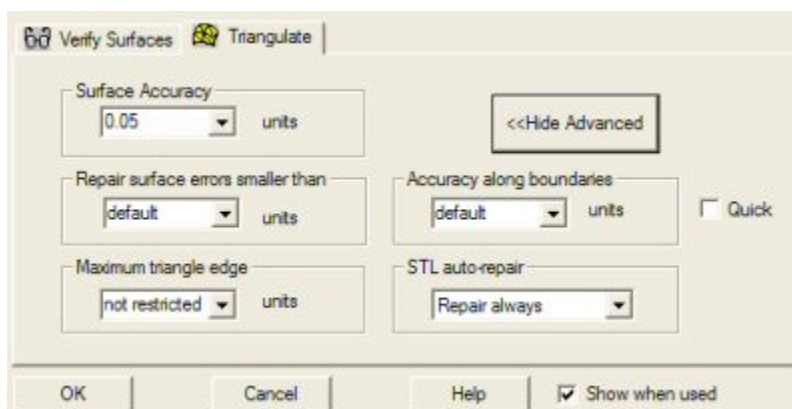 Verify Surfaces Triangulate
Surface Accuracy
0.05 units
<<Hide Advanced
Repair surface errors smaller than Accuracy along boundaries
default units default units Quick
Maximum triangle edge STL auto-repair
not restricted units Repair always
OK Cancel Help Show when used